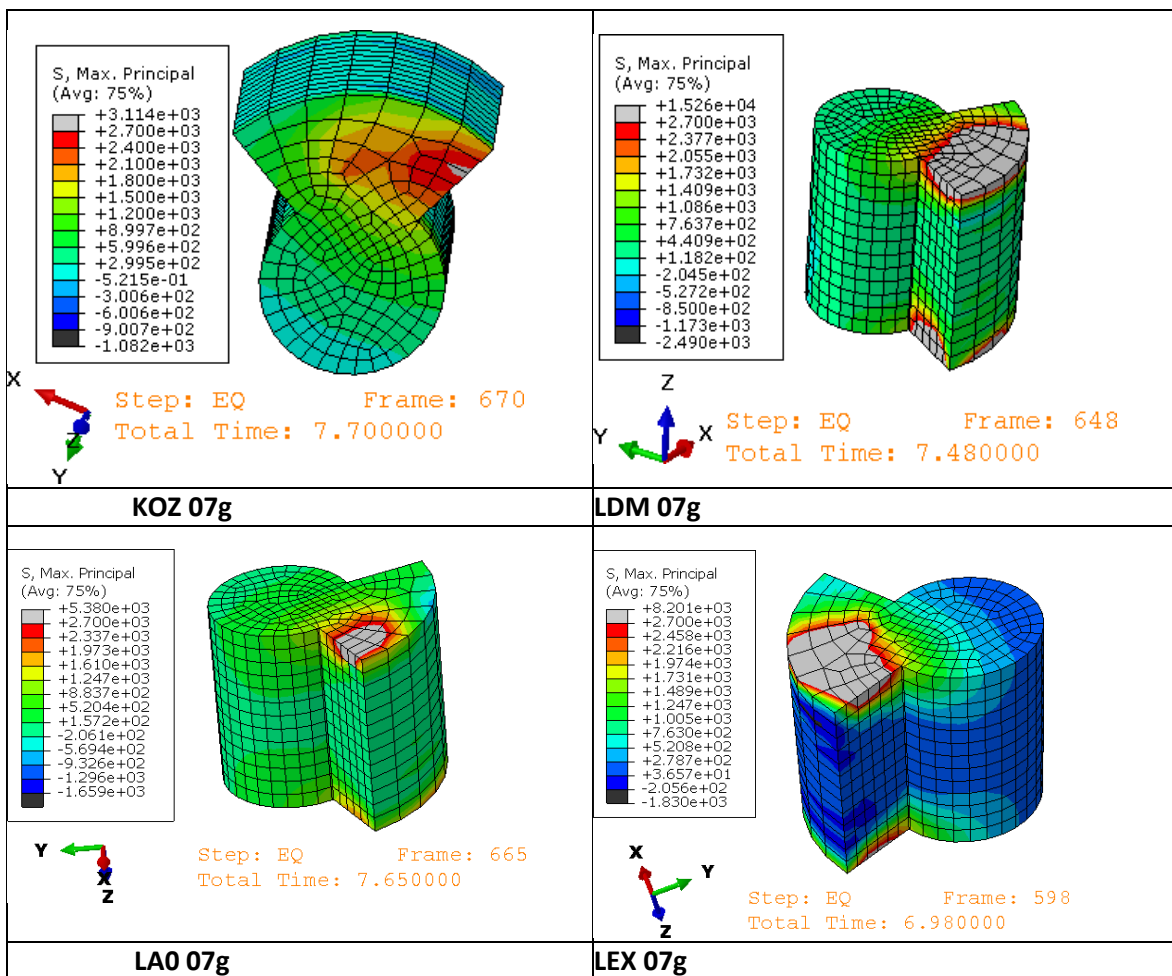 S, Max. Principal
(Avg: 75%)
+3.114e+03
+2.700e+03
+2.400e+03
+2.100e+03
+1.800e+03
+1.500e+03
+1.200e+03
+8.997e+02
+5.996e+02
+2.995e+02
-5.215e-01
-3.006e+02
-6.006e+02
-9.007e+02
-1.082e+03
X
Z
Y
Step: EQ Frame: 670
Total Time: 7.700000
KOZ 07g
S, Max. Principal
(Avg: 75%)
+1.526e+04
+2.700e+03
+2.377e+03
+2.055e+03
+1.732e+03
+1.409e+03
+1.086e+03
+7.637e+02
+4.409e+02
+1.182e+02
-2.045e+02
-5.272e+02
-8.500e+02
-1.173e+03
-2.490e+03
Z
Y
X
Step: EQ Frame: 648
Total Time: 7.480000
LDM 07g
S, Max. Principal
(Avg: 75%)
+5.380e+03
+2.700e+03
+2.337e+03
+1.973e+03
+1.610e+03
+1.247e+03
+8.837e+02
+5.204e+02
+1.572e+02
-2.061e+02
-5.694e+02
-9.326e+02
-1.296e+03
-1.659e+03
Y
X
Z
Step: EQ Frame: 665
Total Time: 7.650000
LA0 07g
S, Max. Principal
(Avg: 75%)
+8.201e+03
+2.700e+03
+2.458e+03
+2.216e+03
+1.974e+03
+1.731e+03
+1.489e+03
+1.247e+03
+1.005e+03
+7.630e+02
+5.208e+02
+2.787e+02
+3.657e+01
-2.056e+02
-1.830e+03
X
Y
Z
Step: EQ Frame: 598
Total Time: 6.980000
LEX 07g